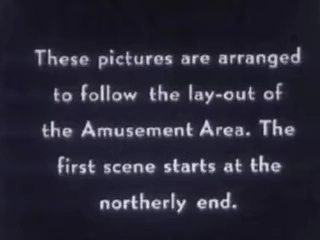 These pictures are arranged
to follow the lay-out of
the Amusement Area. The
first scene starts at the
northerly end.